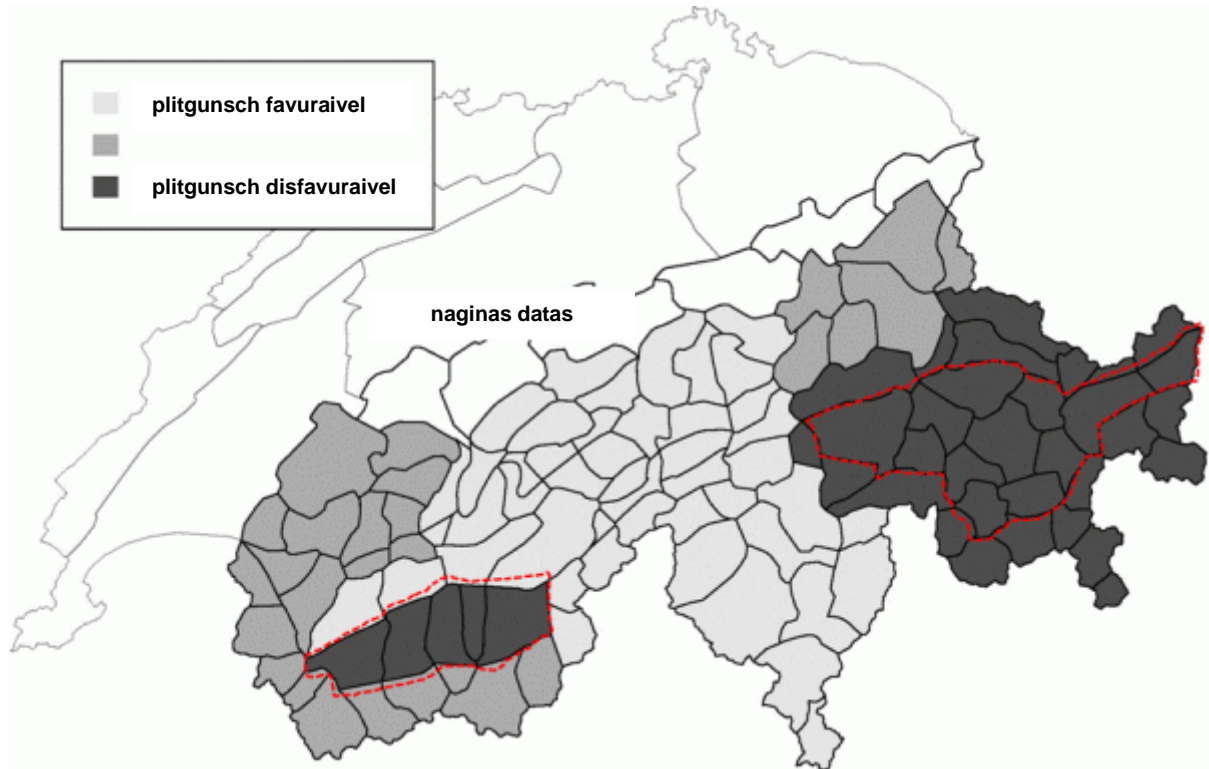 plitgunsch favuraivel
plitgunsch disfavuraivel
naginas datas